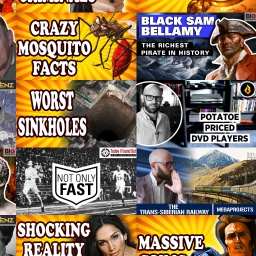 CRAZY
MOSQUITO
FACTS
BLACK SAM
BELLAMY
THE RICHEST
PIRATE IN HISTORY
WORST
SINKHOLES
POTATOE
PRICED
DVD PLAYERS
NOT ONLY
FAST
THE
TRANS-SIBERIAN RAILWAY
MEGAPROJECTS
SHOCKING
REALITY
MASSIVE